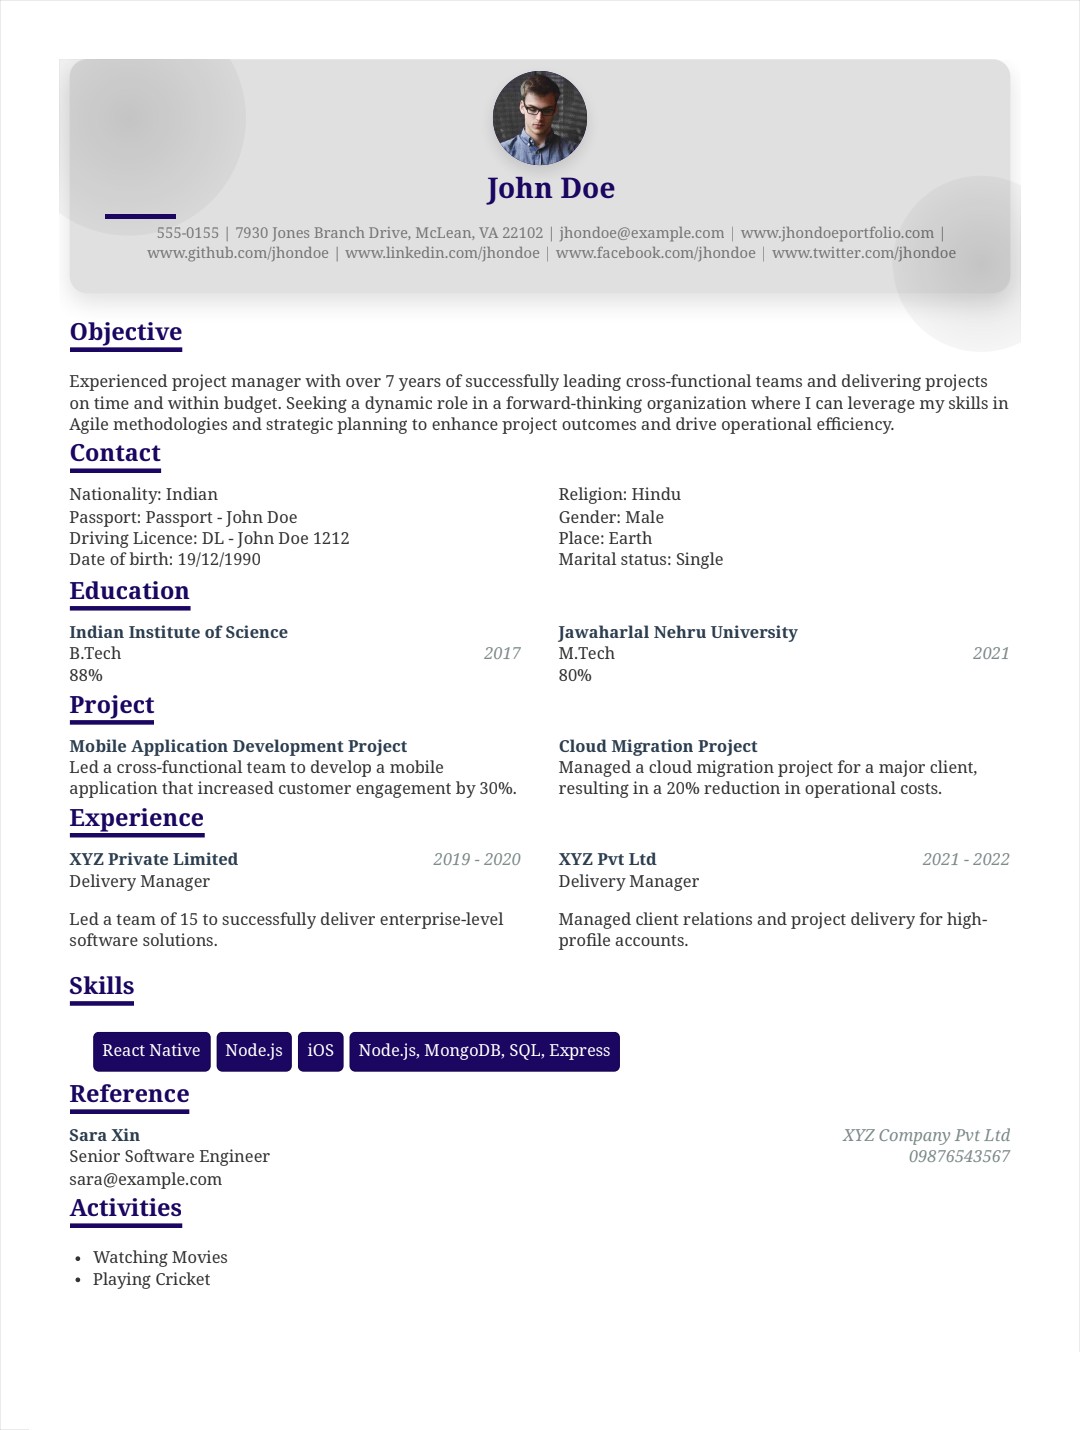 John Doe
555-0155 | 7930 Jones Branch Drive, McLean, VA 22102 | jhondoe@example.com | www.jhondoeportfolio.com |
www.github.com/jhondoe | www.linkedin.com/jhondoe | www.facebook.com/jhondoe | www.twitter.com/jhondoe
Objective
Experienced project manager with over 7 years of successfully leading cross-functional teams and delivering projects
on time and within budget. Seeking a dynamic role in a forward-thinking organization where I can leverage my skills in
Agile methodologies and strategic planning to enhance project outcomes and drive operational efficiency.
Contact
Nationality: Indian
Religion: Hindu
Passport: Passport - John Doe
Gender: Male
Driving Licence: DL - John Doe 1212
Place: Earth
Date of birth: 19/12/1990
Marital status: Single
Education
Indian Institute of Science
B.Tech 2017
88%
Jawaharlal Nehru University
M.Tech 2021
80%
Project
Mobile Application Development Project
Led a cross-functional team to develop a mobile
application that increased customer engagement by 30%.
Cloud Migration Project
Managed a cloud migration project for a major client,
resulting in a 20% reduction in operational costs.
Experience
XYZ Private Limited 2019 - 2020
Delivery Manager
Led a team of 15 to successfully deliver enterprise-level
software solutions.
XYZ Pvt Ltd 2021 - 2022
Delivery Manager
Managed client relations and project delivery for high-
profile accounts.
Skills
React Native Node.js iOS Node.js, MongoDB, SQL, Express
Reference
Sara Xin XYZ Company Pvt Ltd
Senior Software Engineer 09876543567
sara@example.com
Activities
• Watching Movies
• Playing Cricket